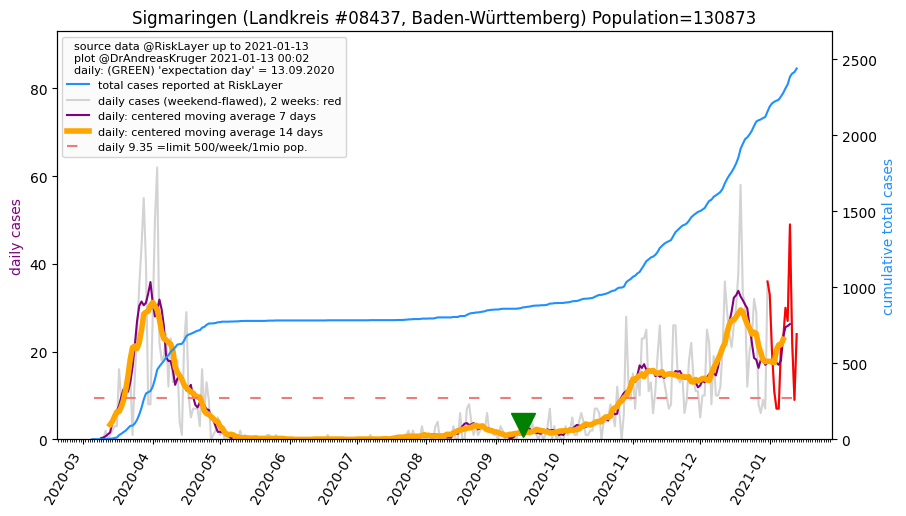 Sigmaringen (Landkreis #08437, Baden-Württemberg) Population=130873
source data @RiskLayer up to 2021-01-13
plot @DrAndreasKruger 2021-01-13 00:02
daily: (GREEN) 'expectation day' = 13.09.2020
total cases reported at RiskLayer
daily cases (weekend-flawed), 2 weeks: red
daily: centered moving average 7 days
daily: centered moving average 14 days
daily 9.35 =limit 500/week/1mio pop.
daily cases
80
60
40
20
0
2500
2000
1500
1000
500
0
cumulative total cases
2020-03
2020-04
2020-05
2020-06
2020-07
2020-08
2020-09
2020-10
2020-11
2020-12
2021-01